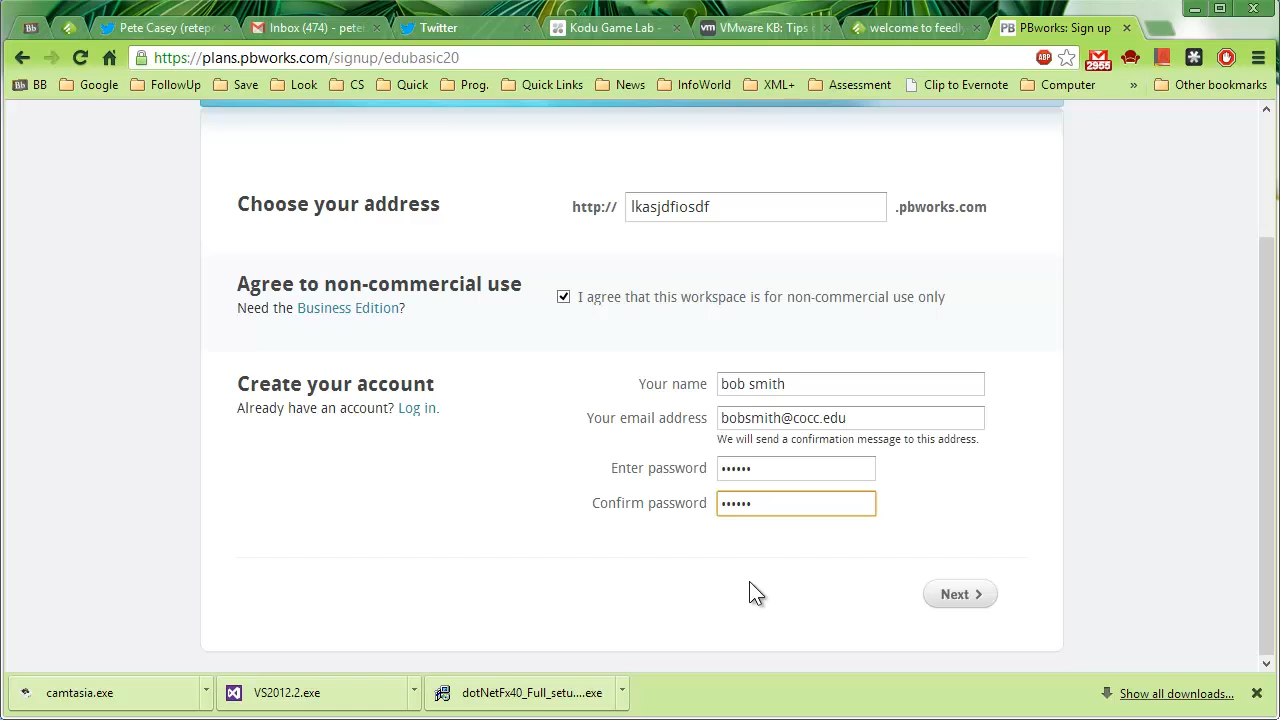 Pete Casey (retep
Inbox (474) - peter
Twitter
Kodu Game Lab -
VMware KB: Tips
welcome to feedly
PB PBworks: Sign up
https://plans.pbworks.com/signup/edubasic20
ABP
2955
Bb BB
Google
FollowUp
Save
Look
CS
Quick
Prog.
Quick Links
News
InfoWorld
XML+
Assessment
Clip to Evernote
Computer
»
Other bookmarks
Choose your address
http:// lkasjdfiosdf .pbworks.com
Agree to non-commercial use
Need the Business Edition?
I agree that this workspace is for non-commercial use only
Create your account
Already have an account? Log in.
Your name bob smith
Your email address bobsmith@cocc.edu
We will send a confirmation message to this address.
Enter password ••••••
Confirm password ••••••
Next
camtasia.exe
VS2012.2.exe
dotNetFx40_Full_setu....exe
Show all downloads...